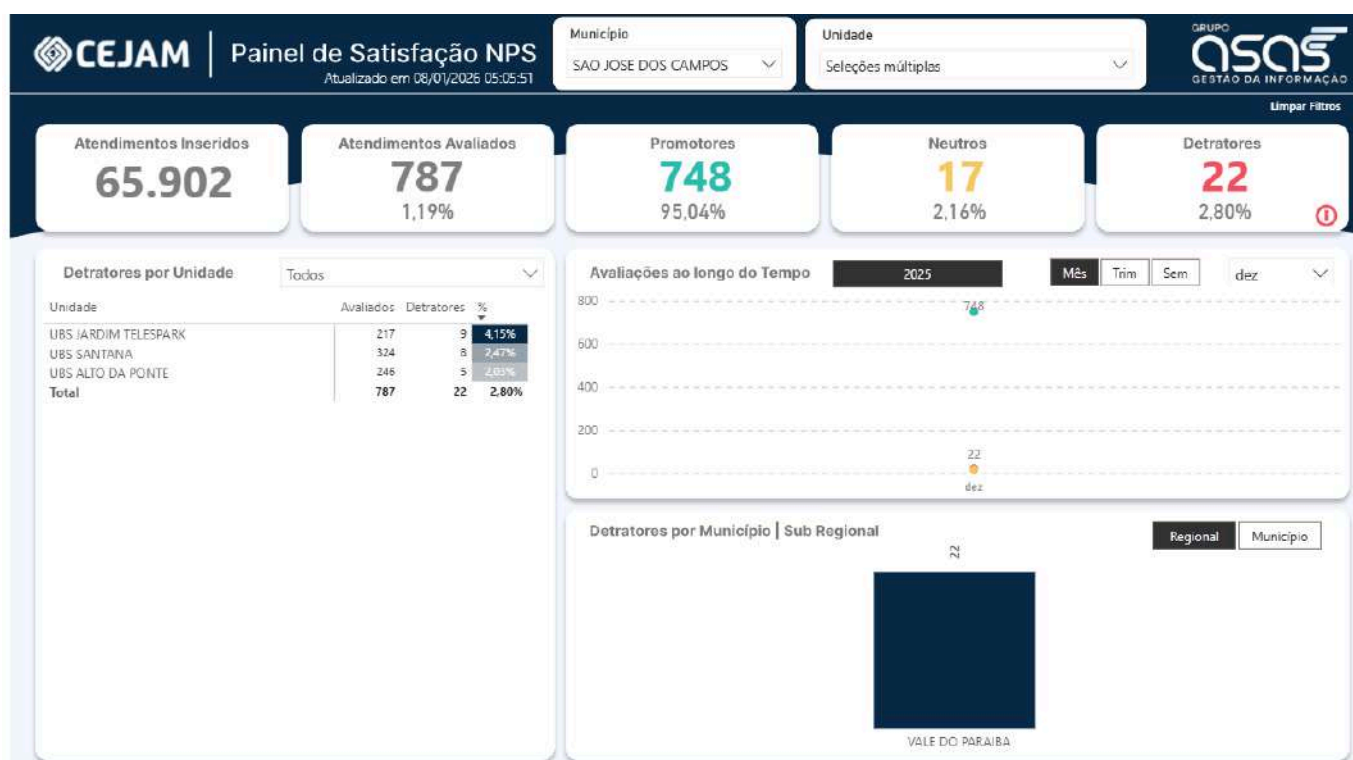 CEJAM
Painel de Satisfação NPS
Atualizado em 08/01/2026 05:05:51
Município
SAO JOSE DOS CAMPOS
Unidade
Seleções múltiplas
GRUPO
asas
GESTÃO DA INFORMAÇÃO
Limpar Filtros
Atendimentos Inseridos
65.902
Atendimentos Avaliados
787
1,19%
Promotores
748
95,04%
Neutros
17
2,16%
Detratores
22
2,80%
Detratores por Unidade
Todos
Unidade Avaliados Detratores %
UBS JARDIM TELESPARK 217 9 4,15%
UBS SANTANA 324 8 2,47%
UBS ALTO DA PONTE 246 5 2,03%
Total 787 22 2,80%
Avaliações ao longo do Tempo
2025
Mês Trim Sem
dez
800
748
600
400
200
22
0
dez
Detratores por Município | Sub Regional
Regional Município
22
VALE DO PARAIBA